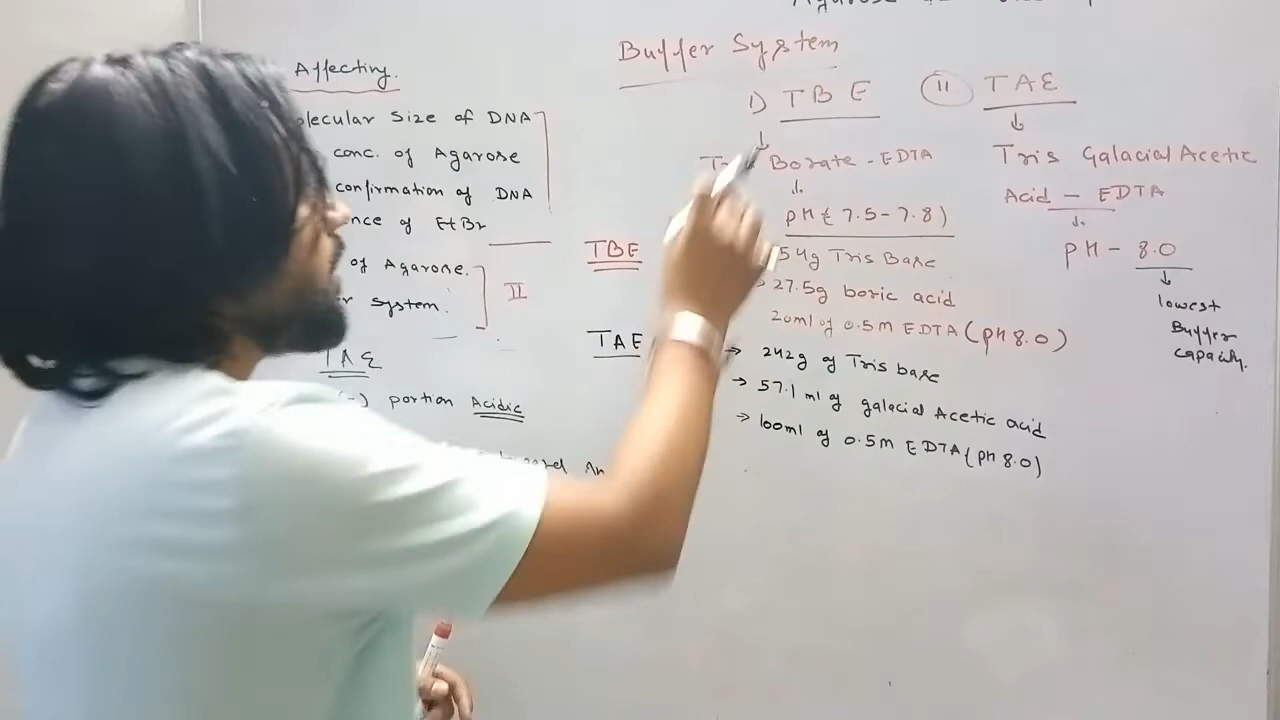 Buffer System
Affecting.
I) TBE
II TAE
Size of DNA
conc. of Agarose
Borate - EDTA
Tris Galacial Acetic
confirmation of DNA
Acid - EDTA
of EtBr
pH (7.5-7.8)
TBE
pH - 8.0
of Agarose.
II
54g Tris Base
system.
27.5g boric acid
lowest
Buffer
capacity.
20ml of 0.5M EDTA (pH 8.0)
TAE
TAE
242g of Tris base
(-) portion Acidic
57.1 ml of galacial Acetic acid
100ml of 0.5M EDTA (pH 8.0)